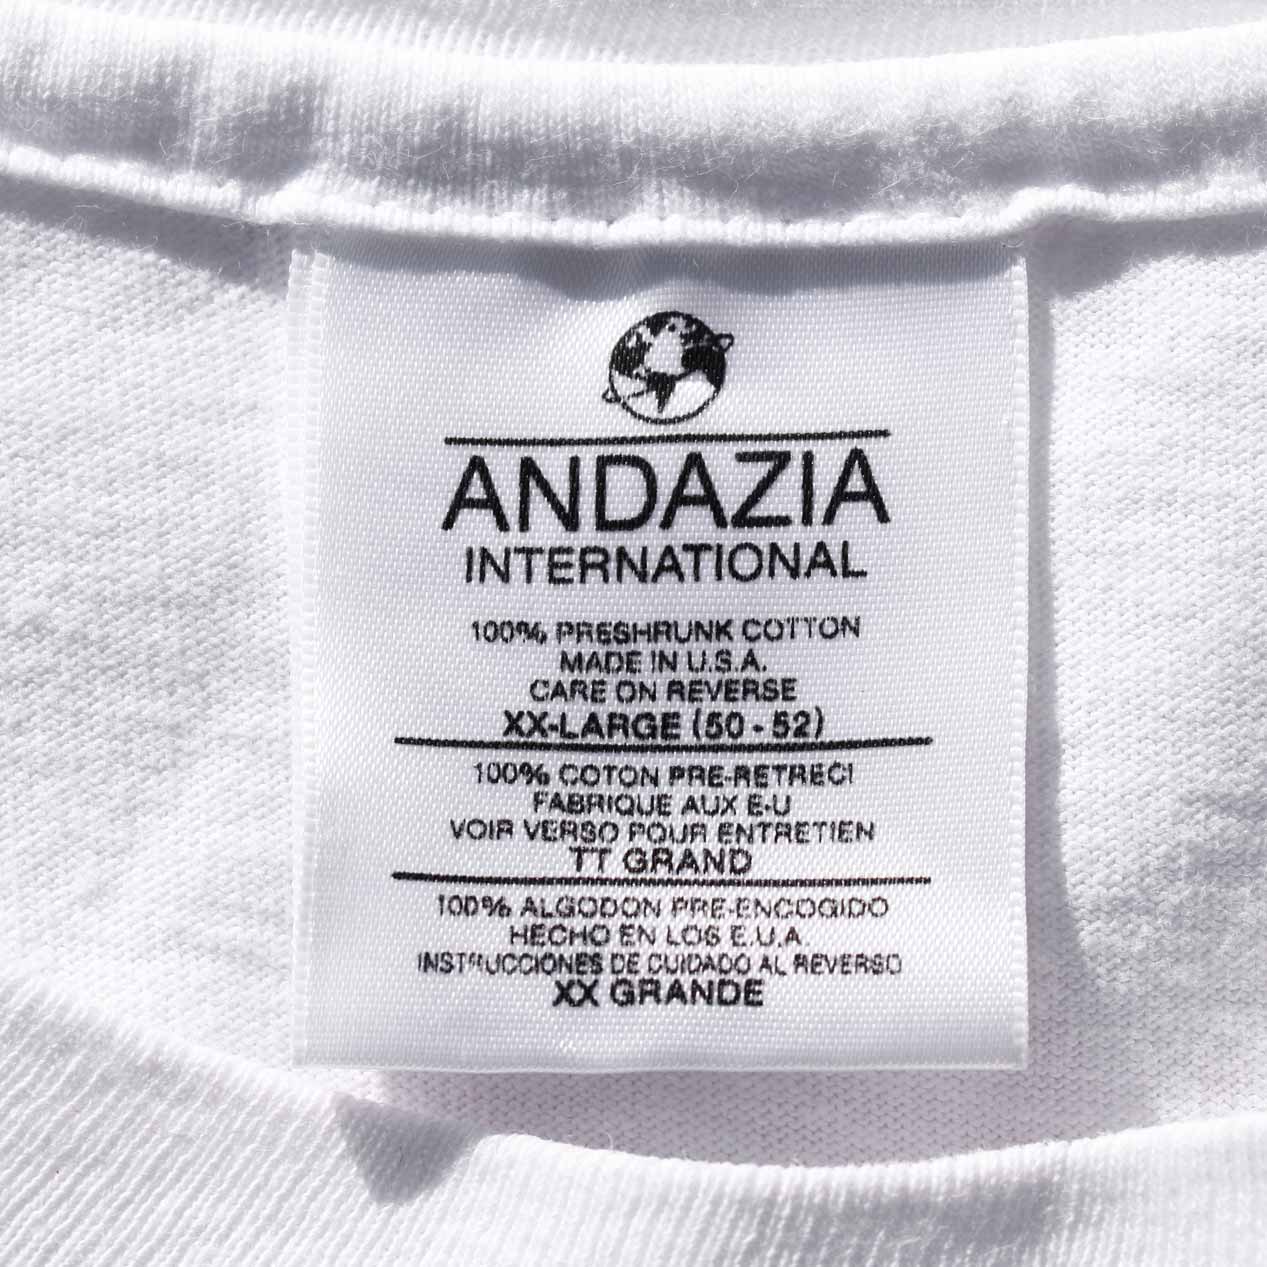 ANDAZIA
INTERNATIONAL
100% PRESHRUNK COTTON
MADE IN U.S.A.
CARE ON REVERSE
XX-LARGE (50 - 52)
100% COTON PRE-RETRECI
FABRIQUE AUX E-U
VOIR VERSO POUR ENTRETIEN
TT GRAND
100% ALGODON PRE-ENCOGIDO
HECHO EN LOS E.U.A.
INSTRUCCIONES DE CUIDADO AL REVERSO
XX GRANDE